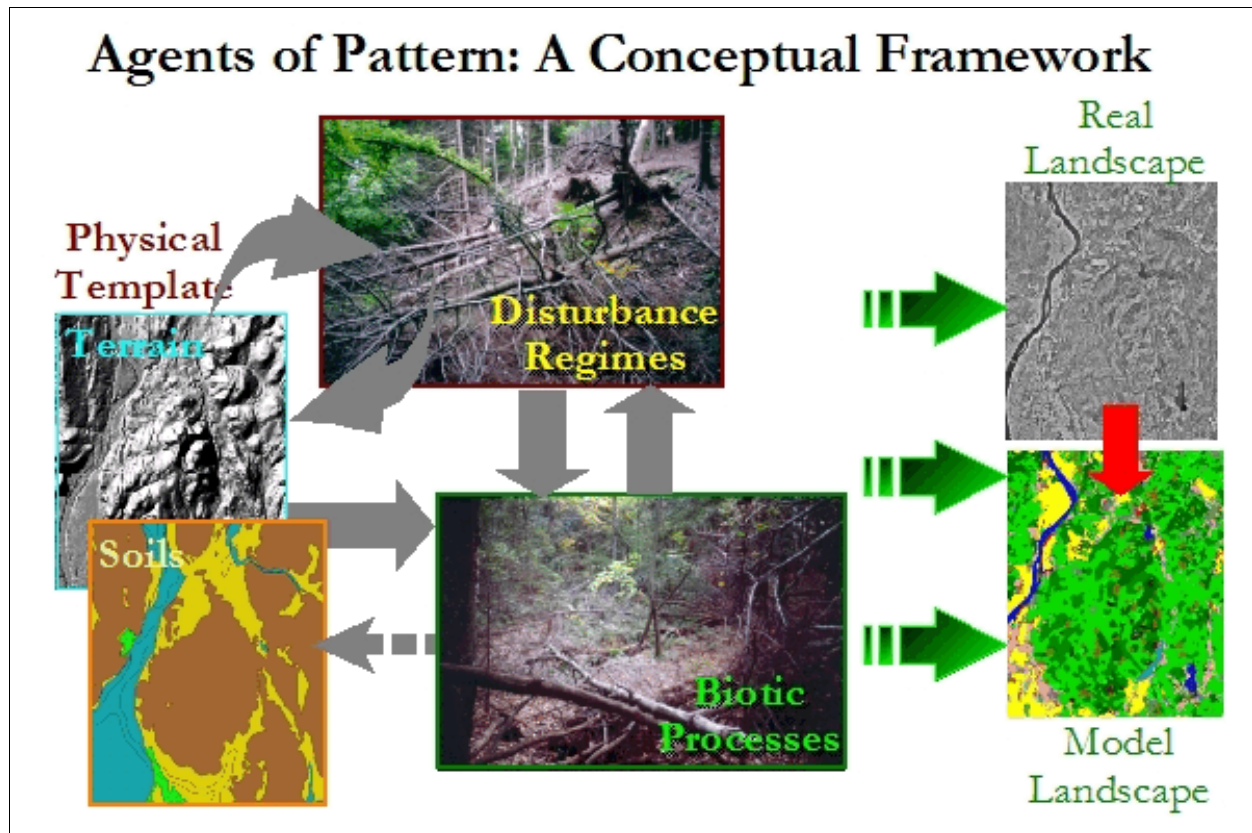 Agents of Pattern: A Conceptual Framework
Real
Landscape
Physical
Template
Terrain
Disturbance
Regimes
Soils
Biotic
Processes
Model
Landscape